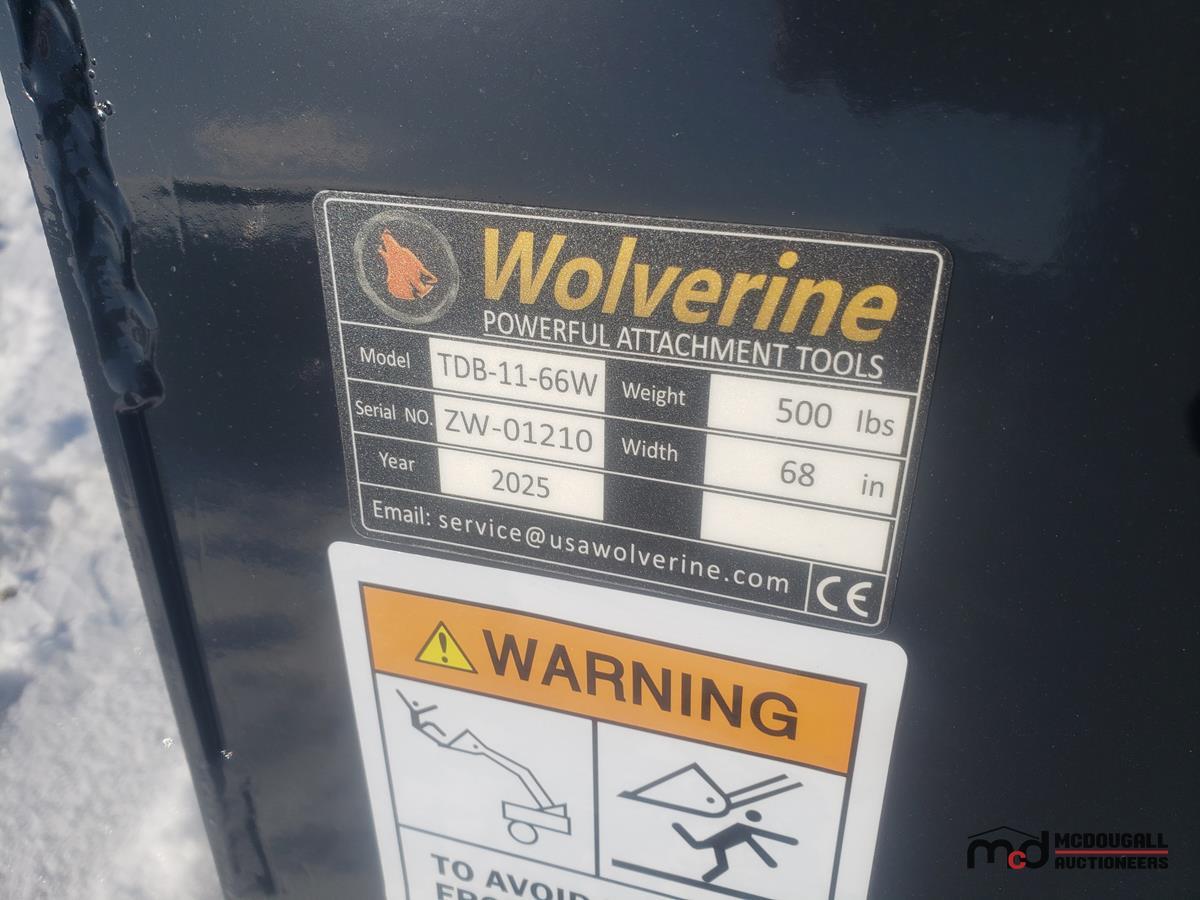 Wolverine
POWERFUL ATTACHMENT TOOLS
Model TDB-11-66W Weight 500 lbs
Serial NO. ZW-01210 Width 68 in
Year 2025
Email: service@usawolverine.com CE
WARNING
TO AVOID
mcd MCDOUGALL
AUCTIONEERS